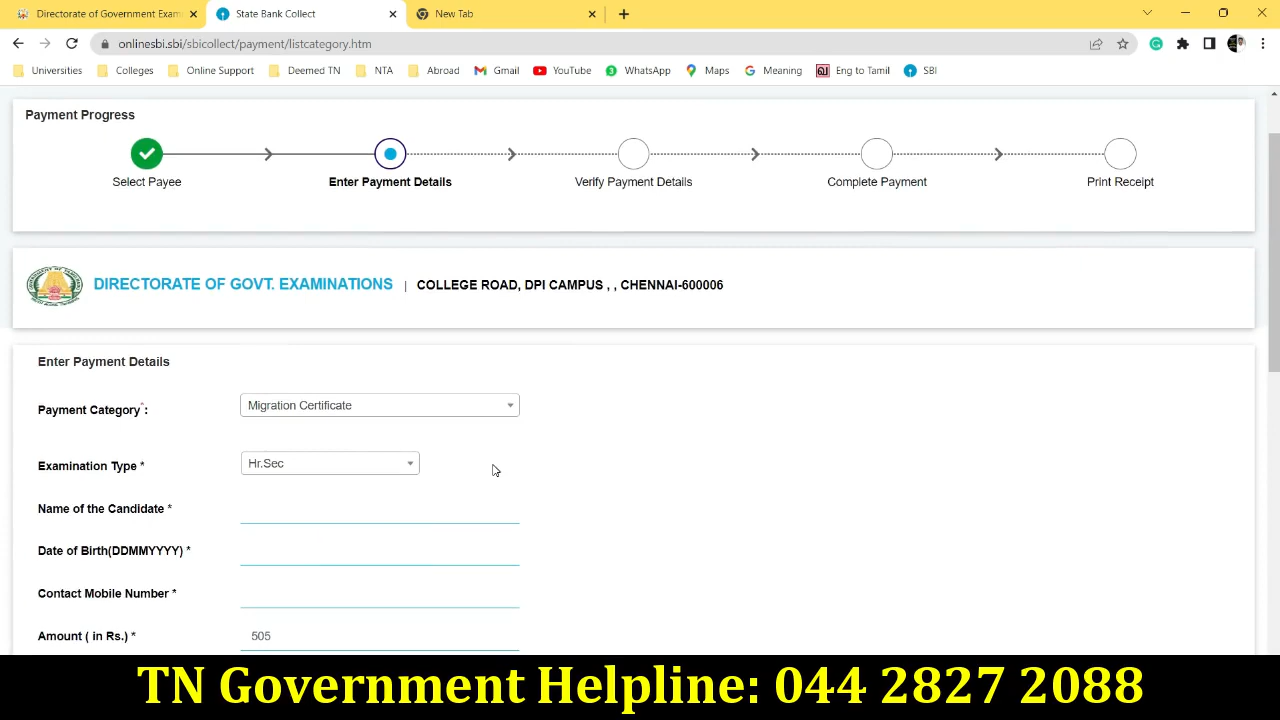 Directorate of Government Exam
State Bank Collect
New Tab
onlinesbi.sbi/sbicollect/payment/listcategory.htm
Universities
Colleges
Online Support
Deemed TN
NTA
Abroad
Gmail
YouTube
WhatsApp
Maps
Meaning
Eng to Tamil
SBI
Payment Progress
Select Payee
Enter Payment Details
Verify Payment Details
Complete Payment
Print Receipt
DIRECTORATE OF GOVT. EXAMINATIONS | COLLEGE ROAD, DPI CAMPUS , , CHENNAI-600006
Enter Payment Details
Payment Category*: Migration Certificate
Examination Type * Hr.Sec
Name of the Candidate *
Date of Birth(DDMMYYYY) *
Contact Mobile Number *
Amount ( in Rs.) * 505
TN Government Helpline: 044 2827 2088